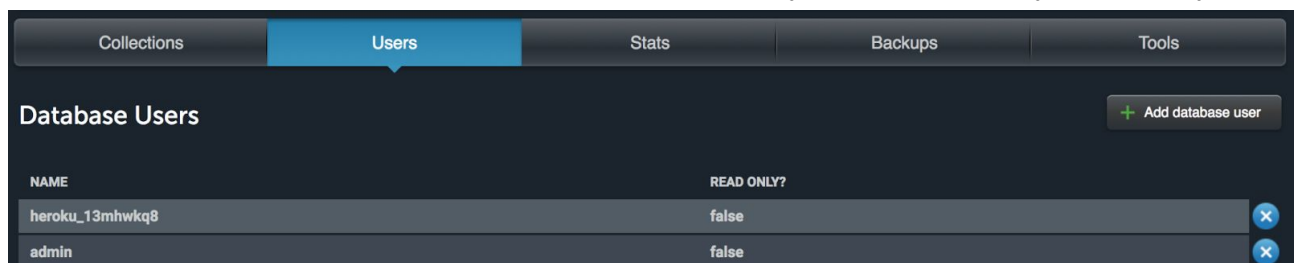 Collections Users Stats Backups Tools
Database Users + Add database user
NAME READ ONLY?
heroku_13mhwkq8 false
admin false